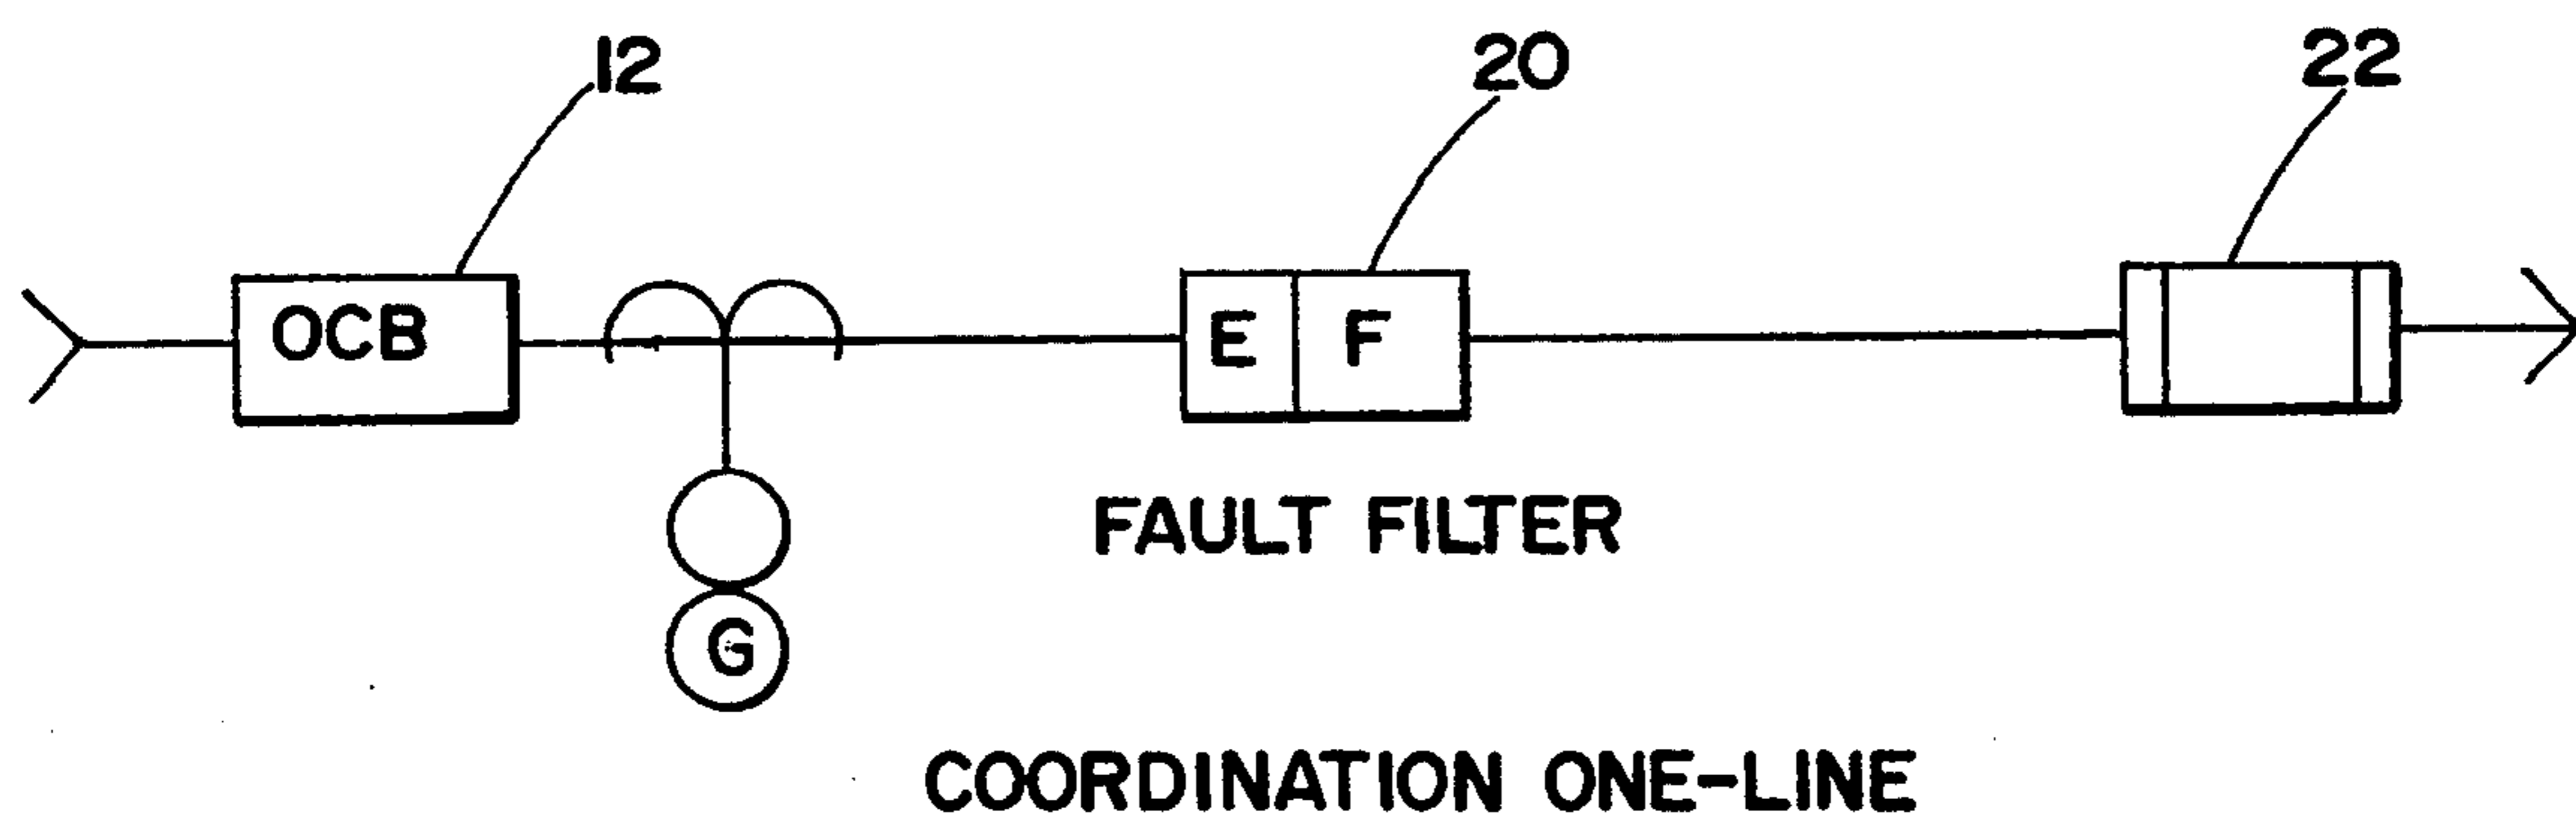 12
20
22
OCB
E F
FAULT FILTER
G
COORDINATION ONE-LINE